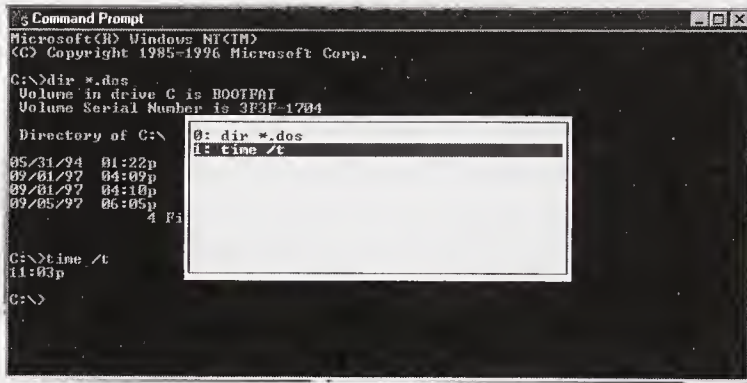 Command Prompt
Microsoft(R) Windows NT(TM)
(C) Copyright 1985-1996 Microsoft Corp.
C:\>dir *.dos
Volume in drive C is BOOTFAT
Volume Serial Number is 3F3F-1704
Directory of C:\
05/31/94 01:22p
09/01/97 04:09p
09/01/97 04:10p
09/05/97 06:05p
4 Fi
0: dir *.dos
1: time /t
C:\>time /t
11:03p
C:\>